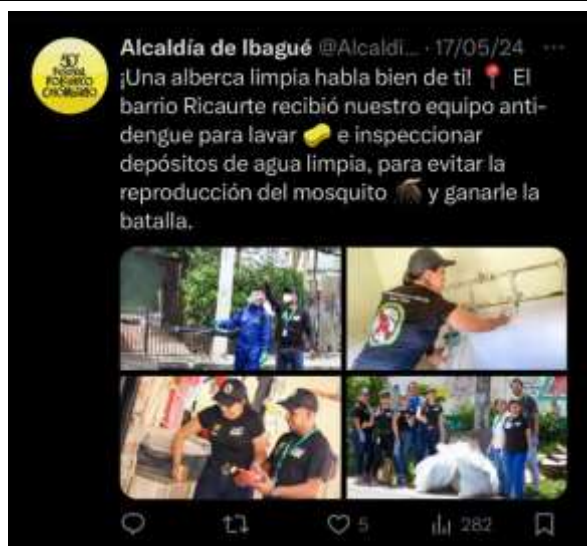 Alcaldía de Ibagué @Alcaldi... · 17/05/24 ···
¡Una alberca limpia habla bien de ti! El
barrio Ricaurte recibió nuestro equipo anti-
dengue para lavar e inspeccionar
depósitos de agua limpia, para evitar la
reproducción del mosquito y ganarle la
batalla.
5
282